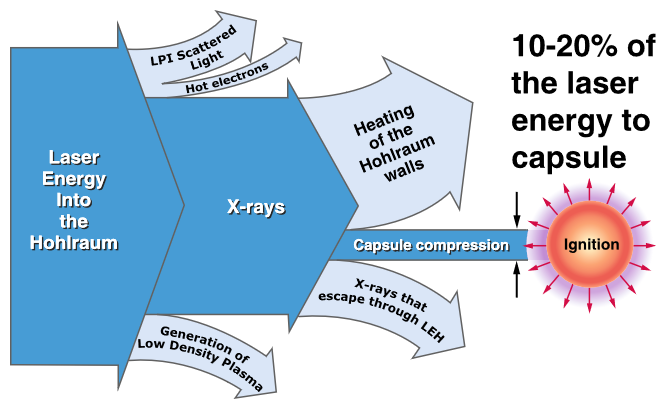 LPI Scattered
Light
Hot electrons
10-20% of
the laser
energy to
capsule
Heating
of the
Hohlraum
walls
Laser
Energy
Into
the
Hohlraum
X-rays
Capsule compression
Ignition
X-rays that
escape through LEH
Generation of
Low Density Plasma